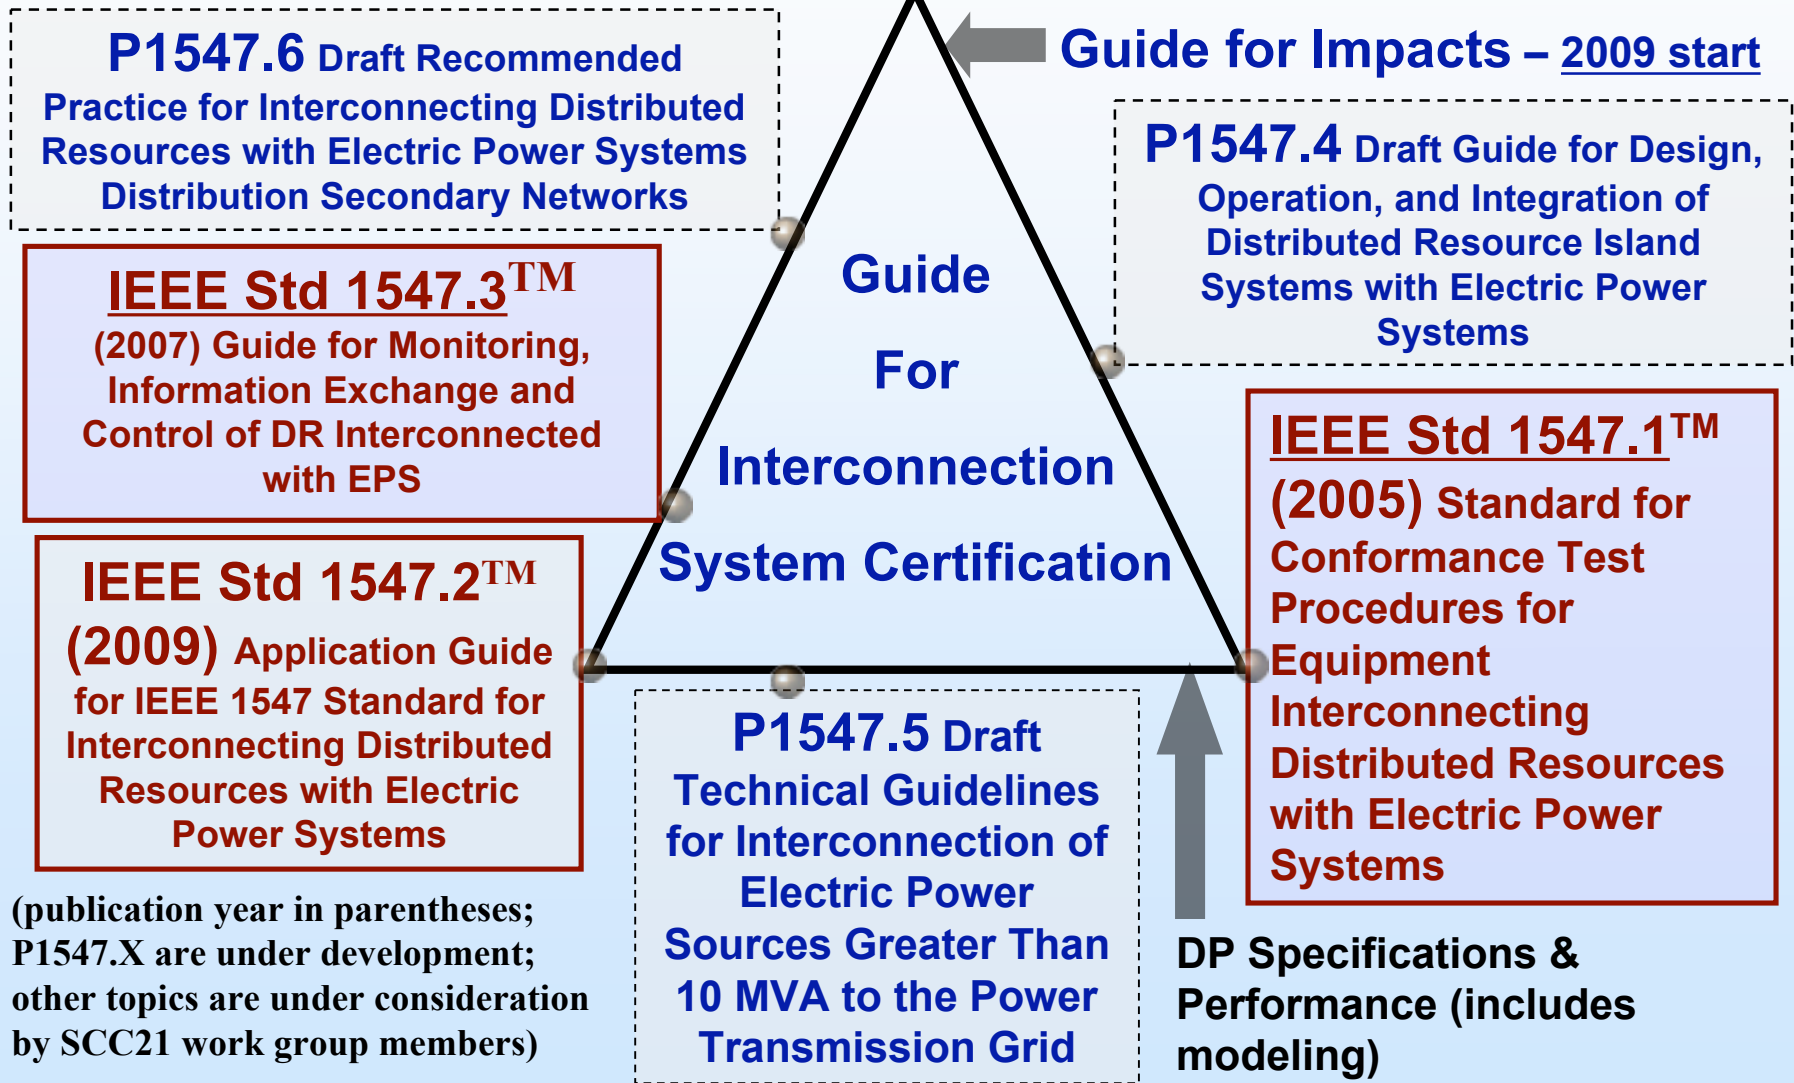 P1547.6 Draft Recommended
Practice for Interconnecting Distributed
Resources with Electric Power Systems
Distribution Secondary Networks
Guide for Impacts – 2009 start
P1547.4 Draft Guide for Design,
Operation, and Integration of
Distributed Resource Island
Systems with Electric Power
Systems
IEEE Std 1547.3TM
(2007) Guide for Monitoring,
Information Exchange and
Control of DR Interconnected
with EPS
Guide
For
Interconnection
System Certification
IEEE Std 1547.1TM
(2005) Standard for
Conformance Test
Procedures for
Equipment
Interconnecting
Distributed Resources
with Electric Power
Systems
IEEE Std 1547.2TM
(2009) Application Guide
for IEEE 1547 Standard for
Interconnecting Distributed
Resources with Electric
Power Systems
P1547.5 Draft
Technical Guidelines
for Interconnection of
Electric Power
Sources Greater Than
10 MVA to the Power
Transmission Grid
(publication year in parentheses;
P1547.X are under development;
other topics are under consideration
by SCC21 work group members)
DP Specifications &
Performance (includes
modeling)